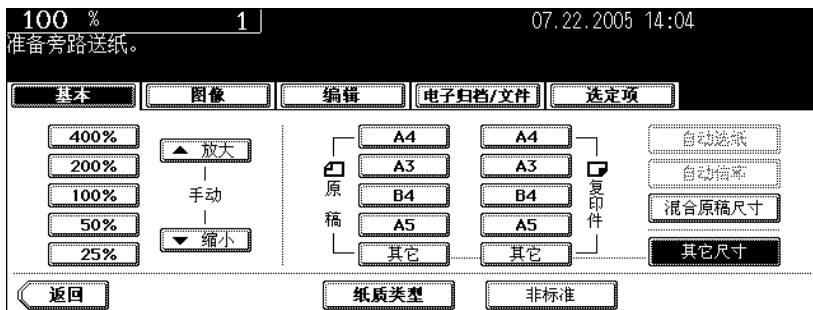 100 % 1 07.22.2005 14:04
准备旁路送纸。
基本 图像 编辑 电子归档/文件 选定项
400% ▲ 放大 A4 A4 自动选纸
200% A3 A3 自动倍率
100% 手动 原稿 B4 B4 复印件 混合原稿尺寸
50% A5 A5
25% ▼ 缩小 其它 其它 其它尺寸
返回 纸质类型 非标准